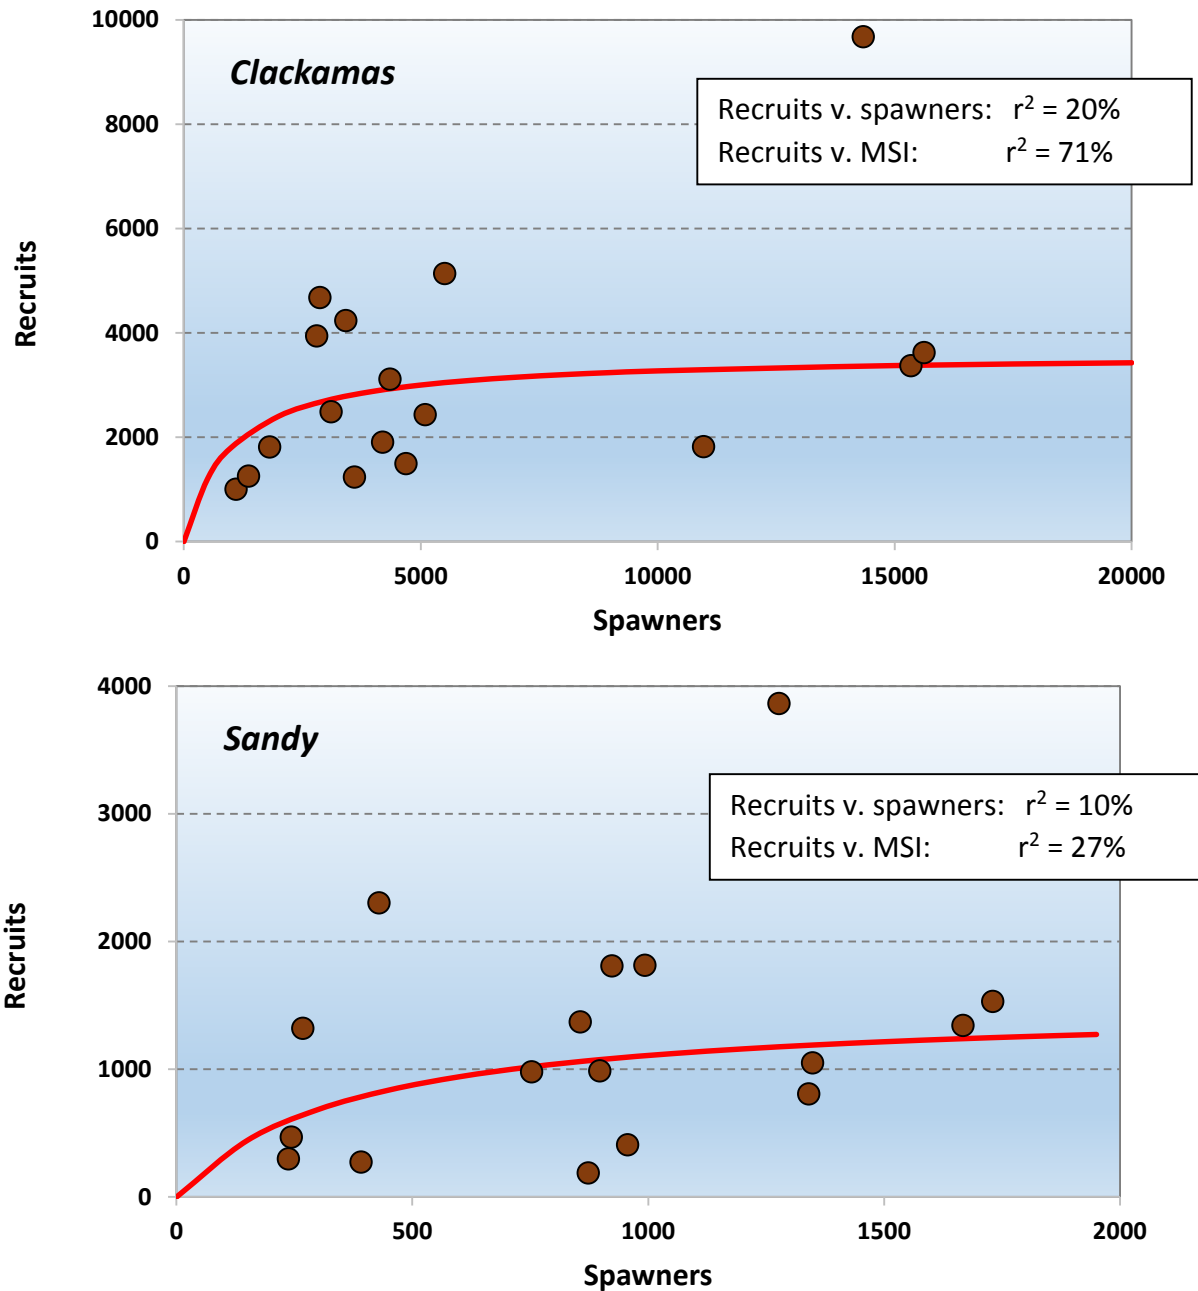 10000
Clackamas
Recruits v. spawners: r² = 20%
Recruits v. MSI: r² = 71%
8000
6000
4000
2000
0
Recruits
0 5000 10000 15000 20000
Spawners
4000
Sandy
Recruits v. spawners: r² = 10%
Recruits v. MSI: r² = 27%
3000
2000
1000
0
Recruits
0 500 1000 1500 2000
Spawners